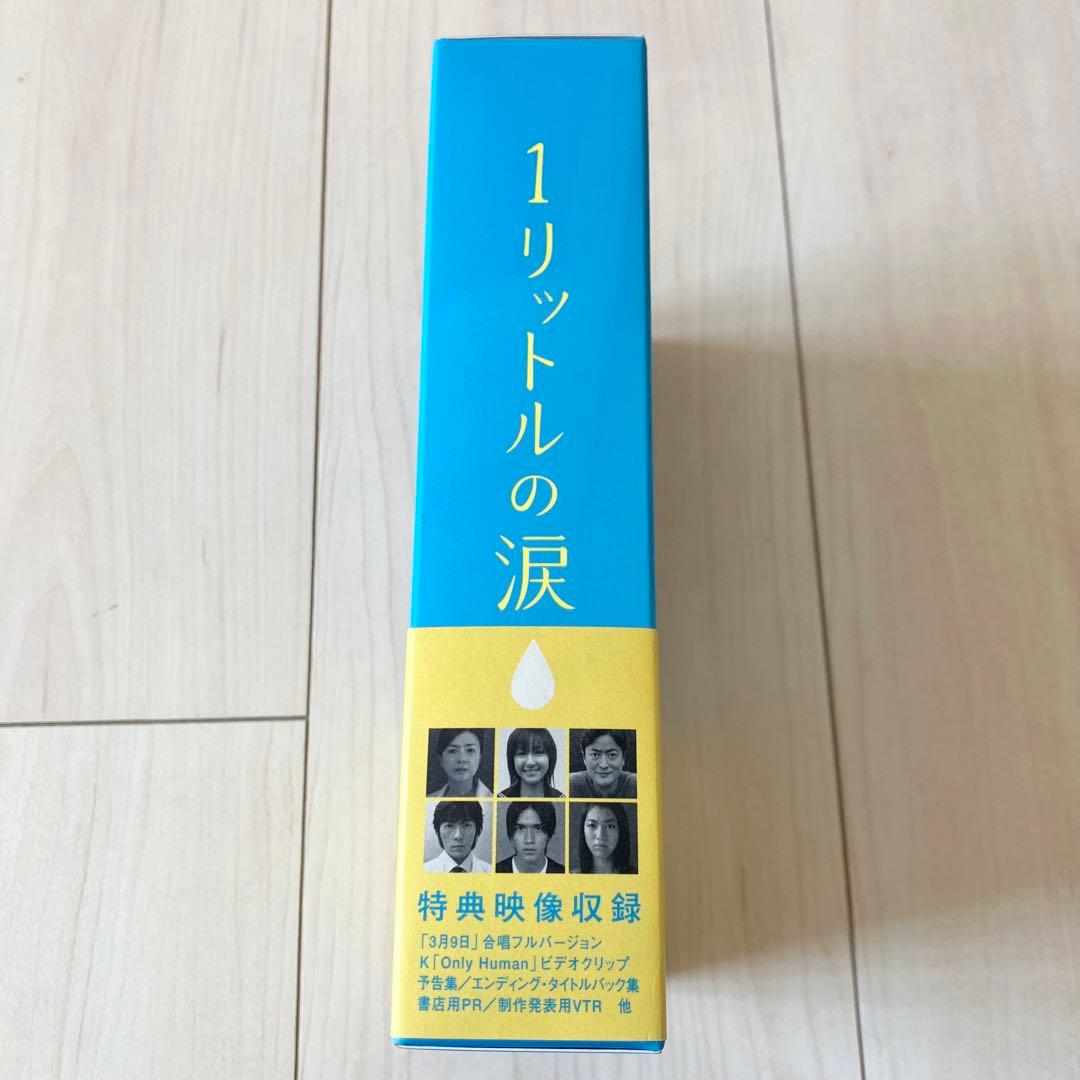 1リットルの涙
特典映像収録
「3月9日」合唱フルバージョン
K「Only Human」ビデオクリップ
予告集／エンディング・タイトルバック集
書店用PR／制作発表用VTR　他